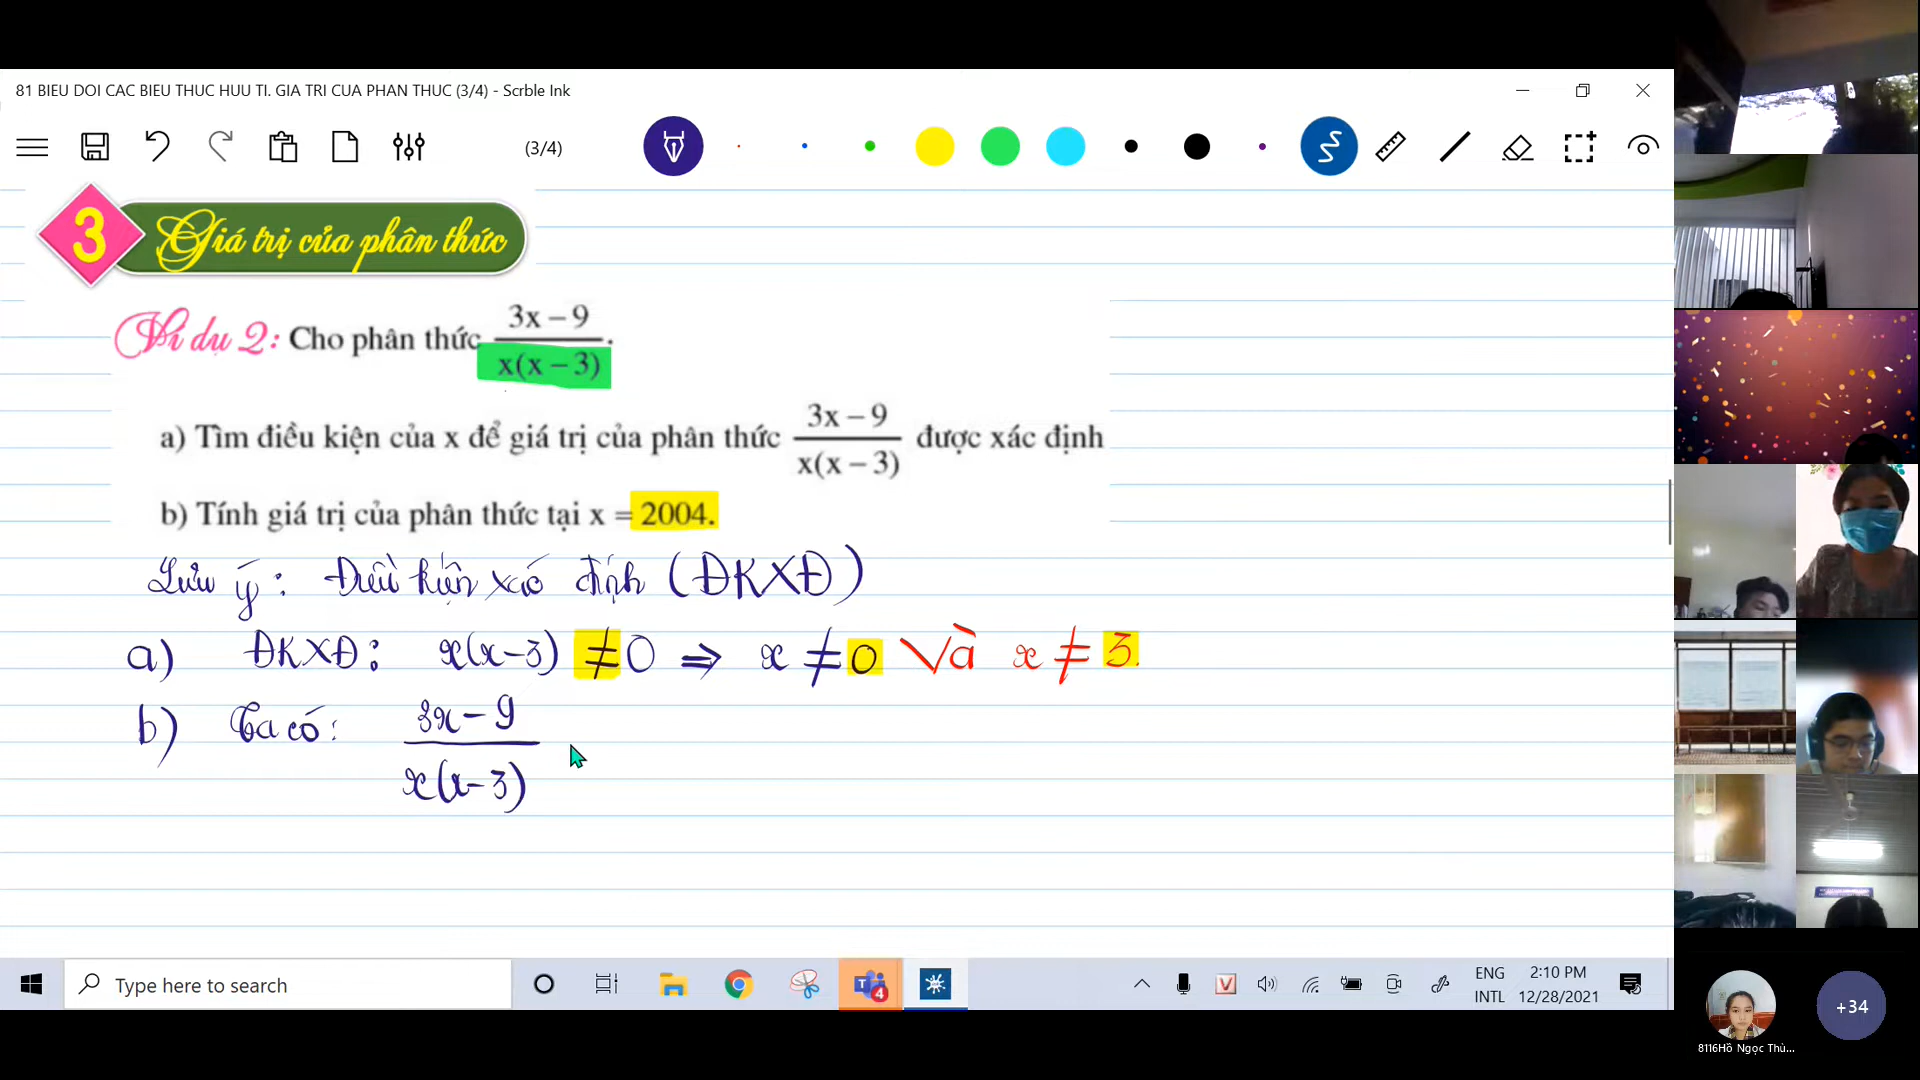 81 BIEU DOI CAC BIEU THUC HUU TI. GIA TRI CUA PHAN THUC (3/4) - Scrble Ink
(3/4)
3 Giá trị của phân thức
Ví dụ 2: Cho phân thức (3x – 9)/(x(x – 3)).
a) Tìm điều kiện của x để giá trị của phân thức (3x – 9)/(x(x – 3)) được xác định
b) Tính giá trị của phân thức tại x = 2004.
Lưu ý: Điều kiện xác định (ĐKXĐ)
a) ĐKXĐ: x(x-3) ≠ 0 ⇒ x ≠ 0 và x ≠ 3.
b) Ta có: (3x - 9)/(x(x-3))
Type here to search
4
ENG
INTL
2:10 PM
12/28/2021
8116Hồ Ngọc Thù...
+34